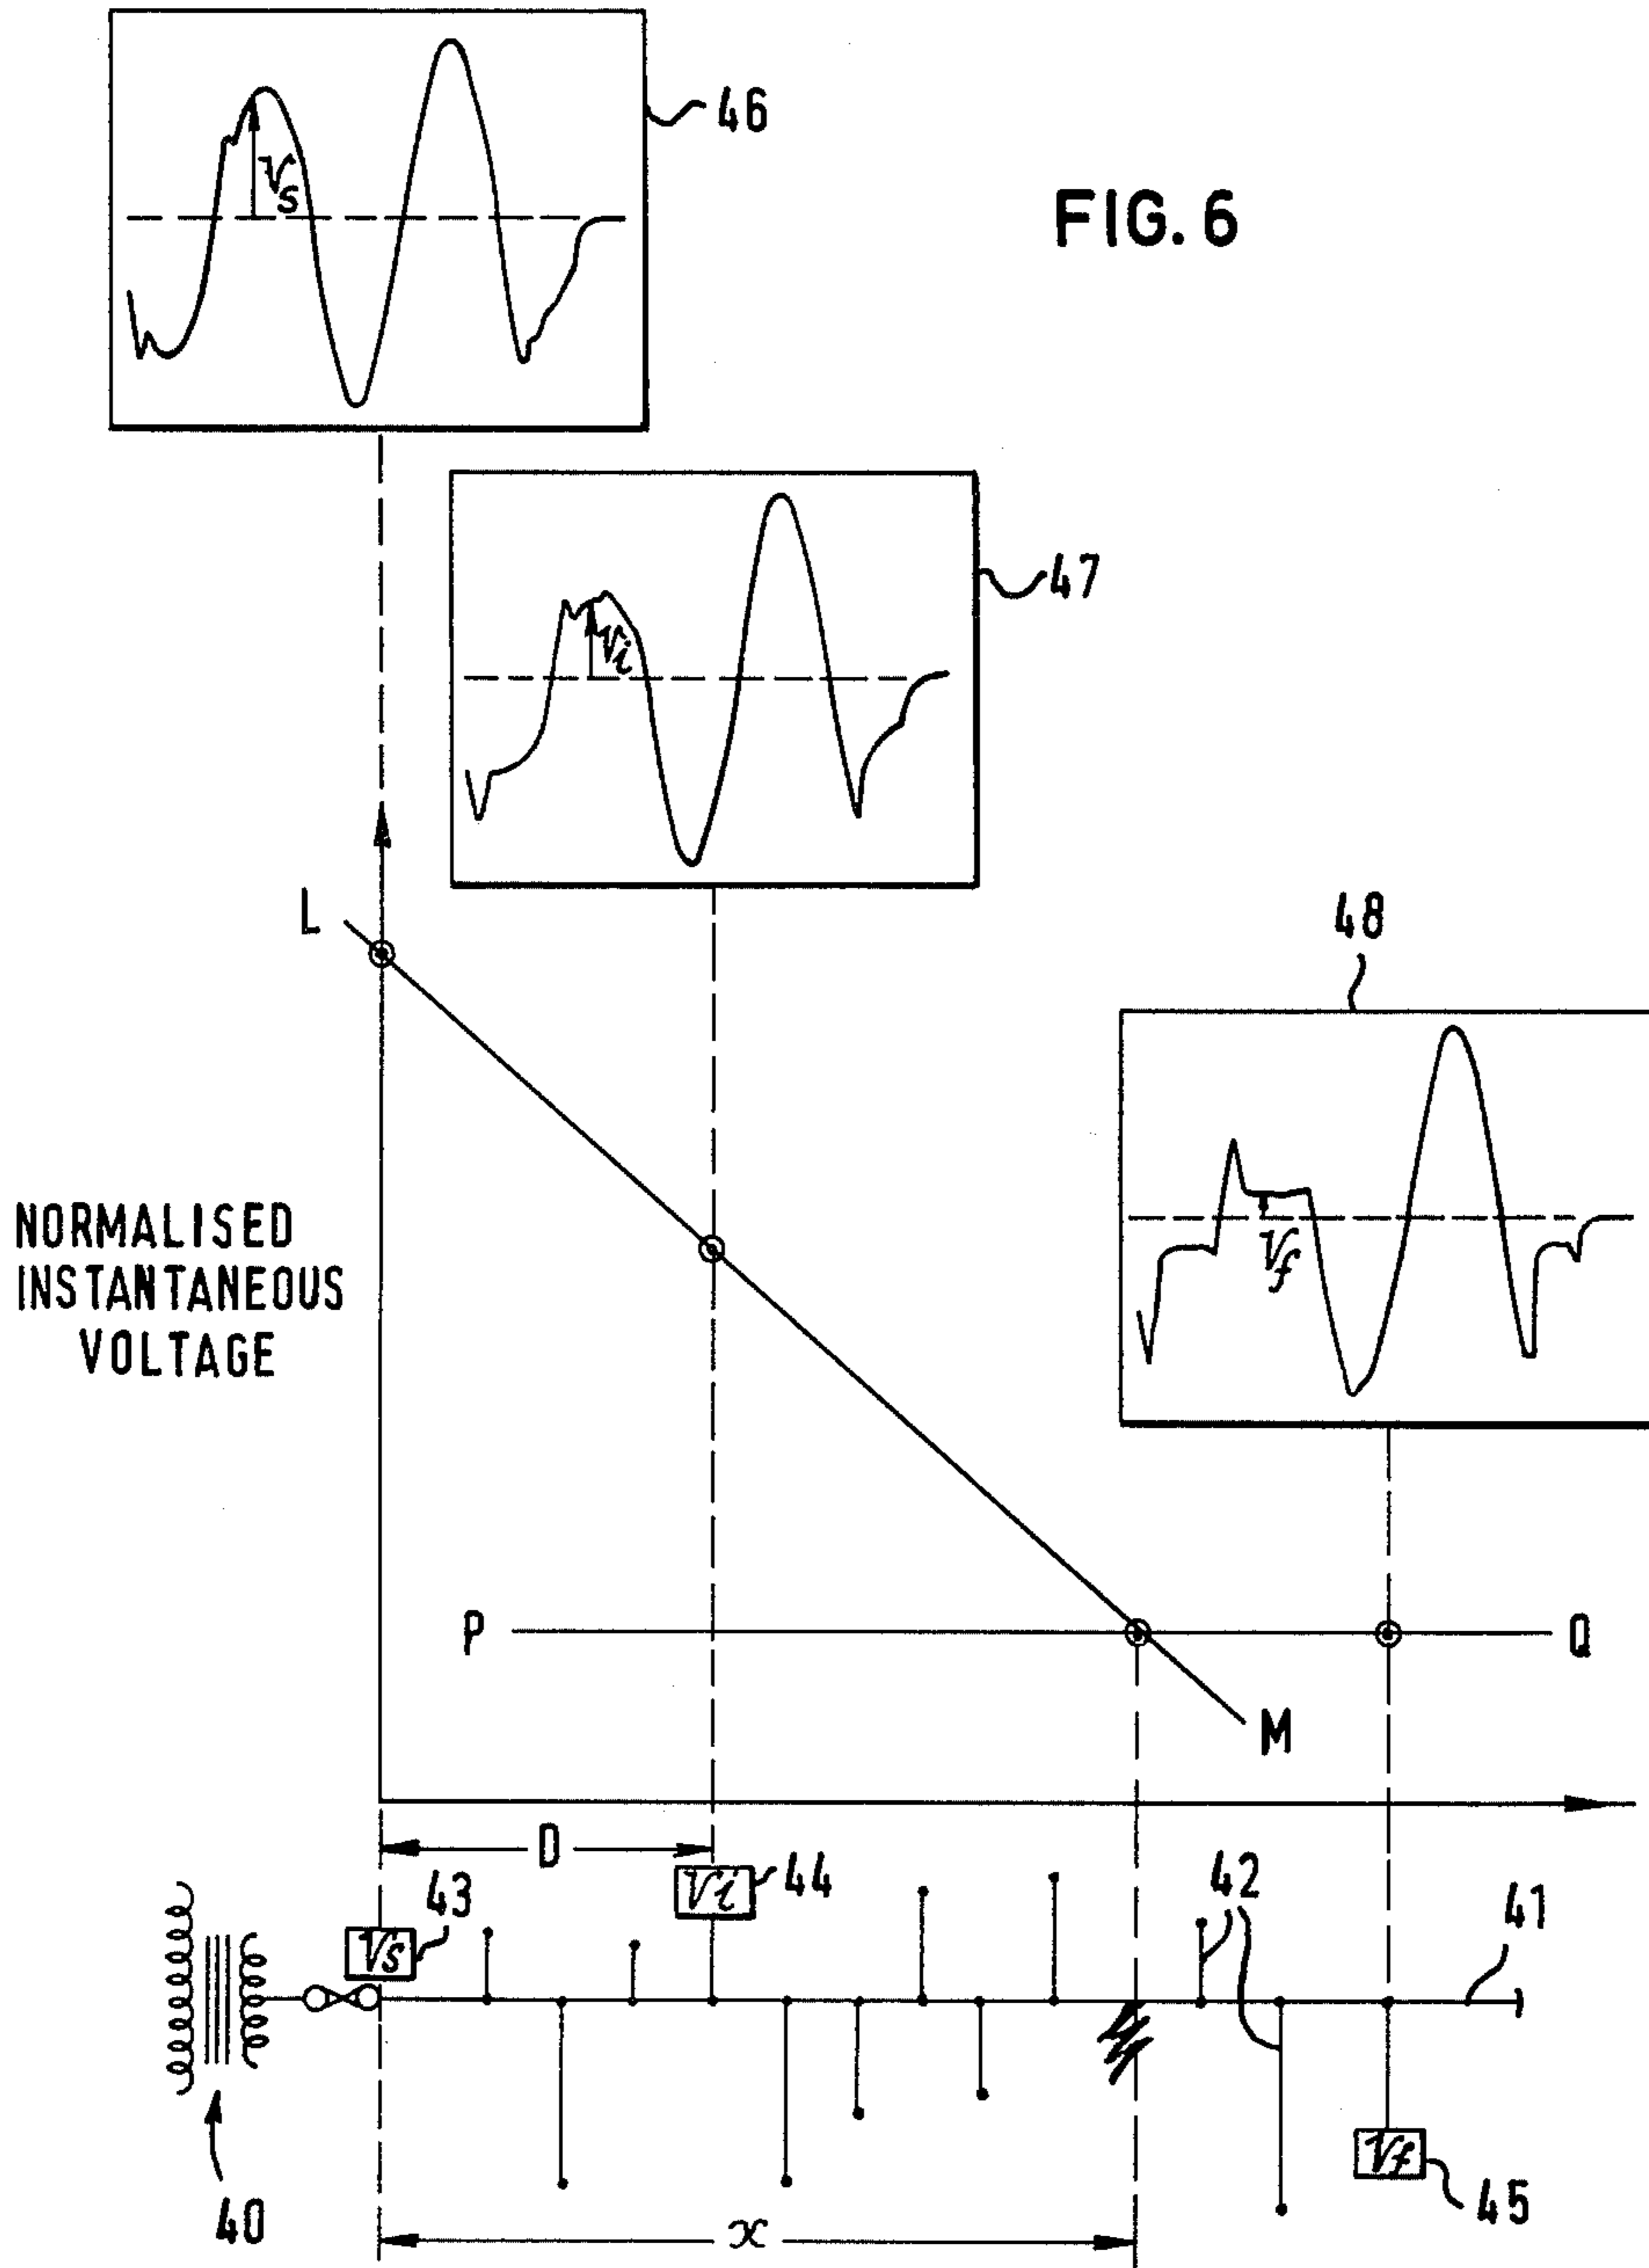 46
Vs
FIG. 6
47
Vi
L
48
Vf
NORMALISED
INSTANTANEOUS
VOLTAGE
P
Q
M
D
43
Vs
44
Vi
42
41
40
Vf
45
x